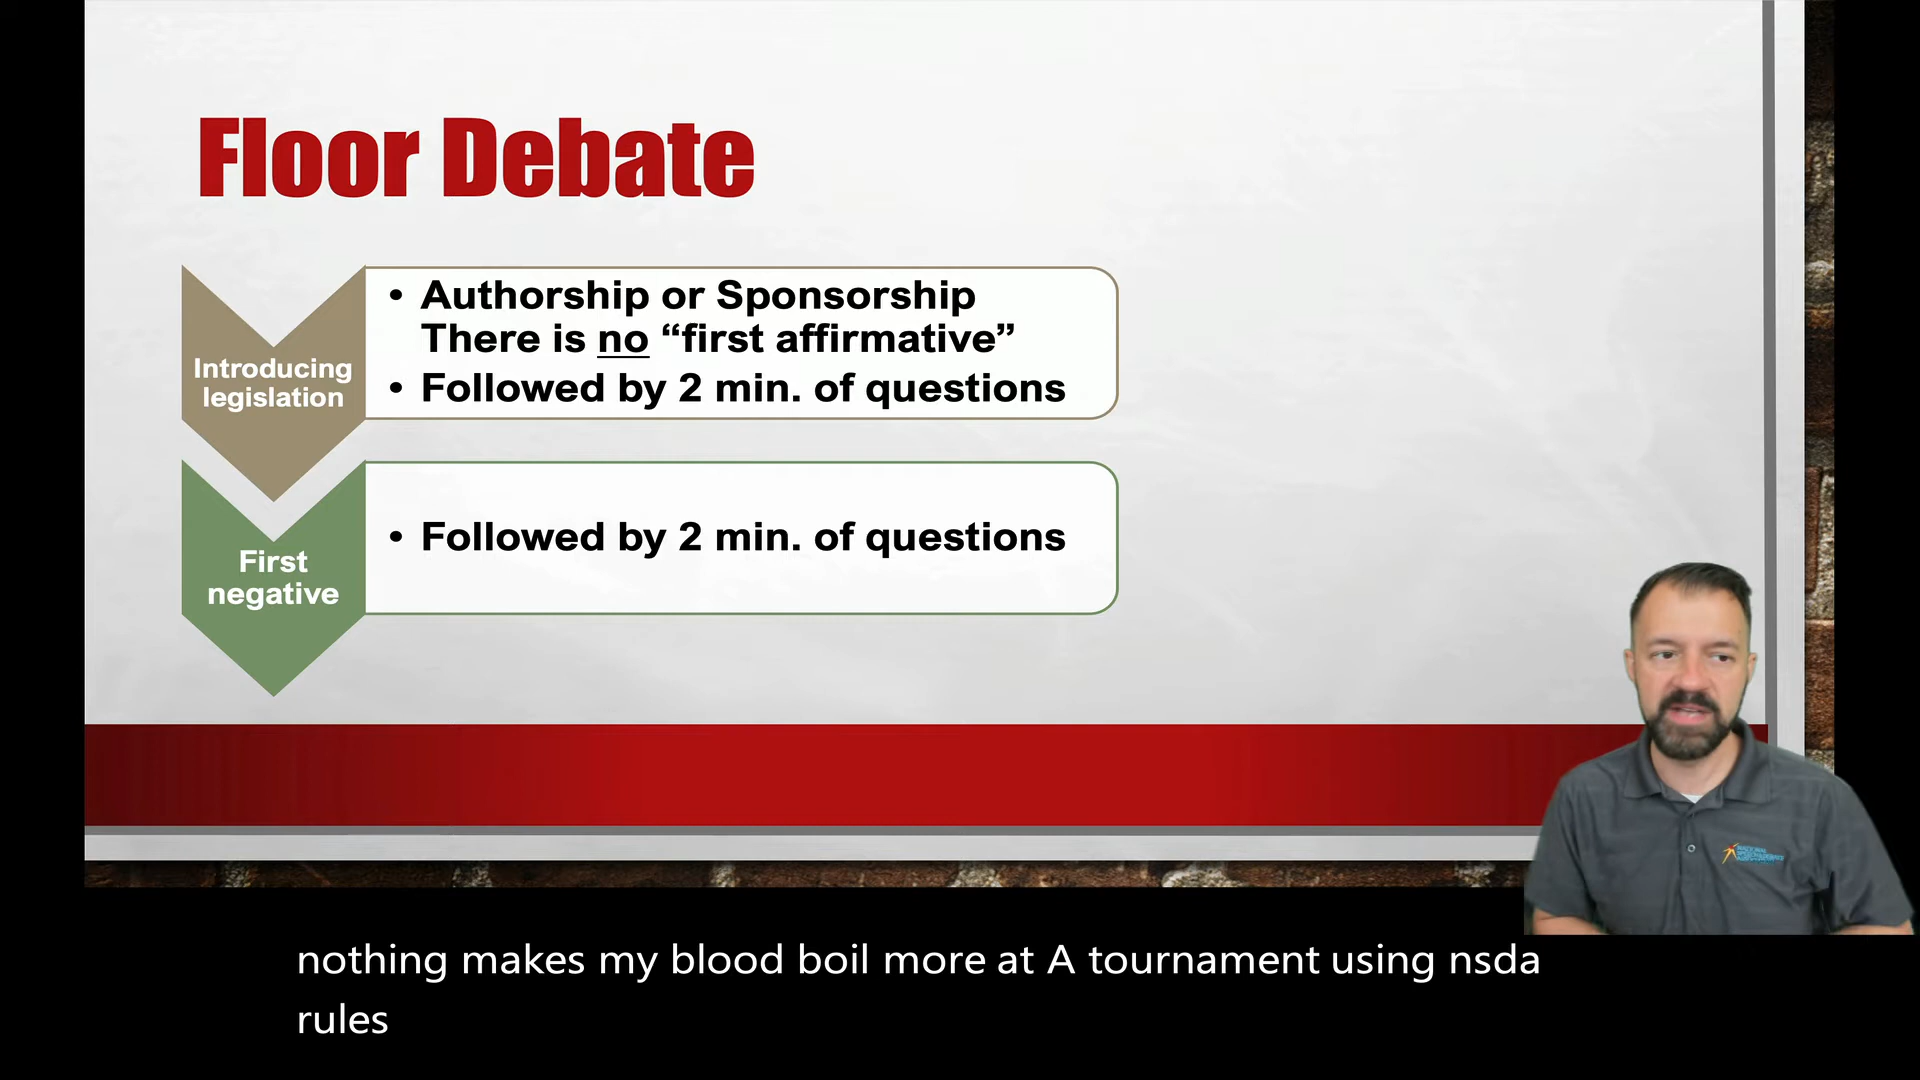 Floor Debate
Introducing
legislation
• Authorship or Sponsorship
There is no “first affirmative”
• Followed by 2 min. of questions
First
negative
• Followed by 2 min. of questions
nothing makes my blood boil more at A tournament using nsda
rules